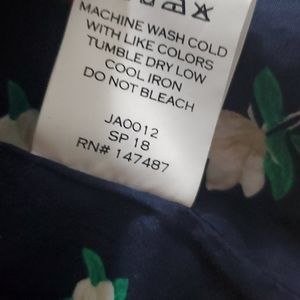 MACHINE WASH COLD
WITH LIKE COLORS
TUMBLE DRY LOW
COOL IRON
DO NOT BLEACH
JA0012
SP 18
RN# 147487